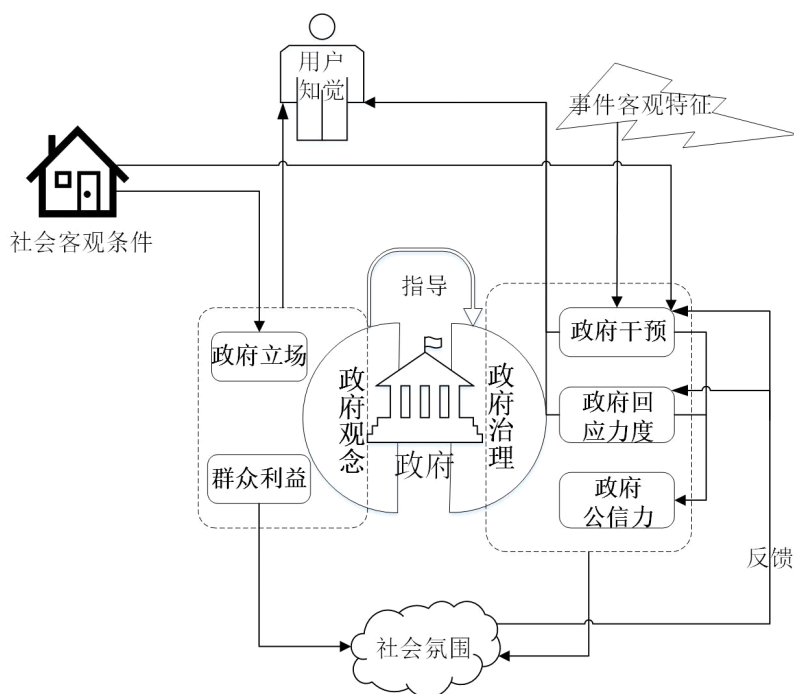 用户
知觉
事件客观特征
社会客观条件
指导
政府立场
政府观念
政府治理
政府干预
政府回
应力度
政府
群众利益
政府
公信力
反馈
社会氛围